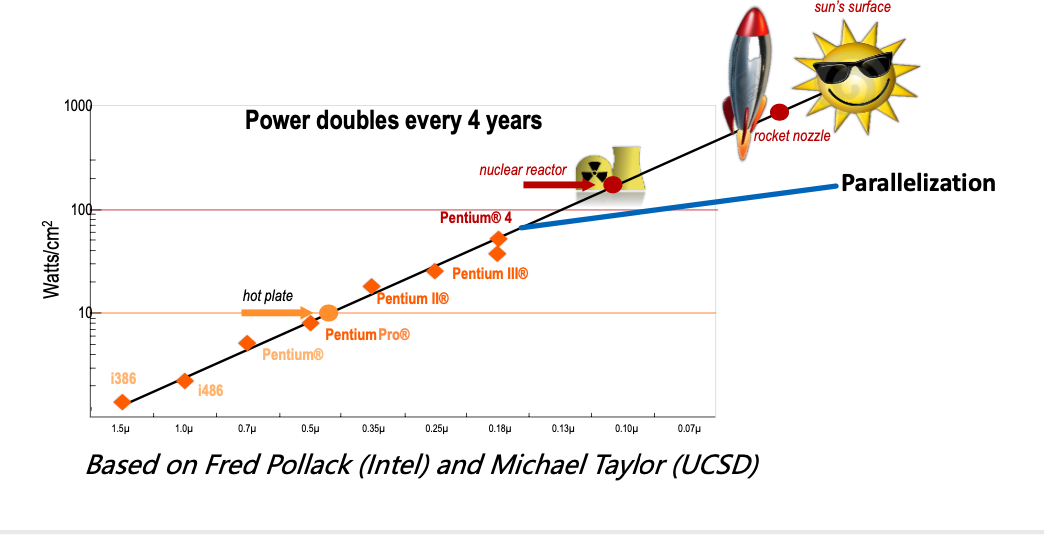 sun's surface
1000
Power doubles every 4 years
rocket nozzle
nuclear reactor
Parallelization
100
Pentium® 4
Watts/cm²
Pentium III®
hot plate
Pentium II®
10
Pentium Pro®
Pentium®
i386
i486
1.5μ 1.0μ 0.7μ 0.5μ 0.35μ 0.25μ 0.18μ 0.13μ 0.10μ 0.07μ
Based on Fred Pollack (Intel) and Michael Taylor (UCSD)